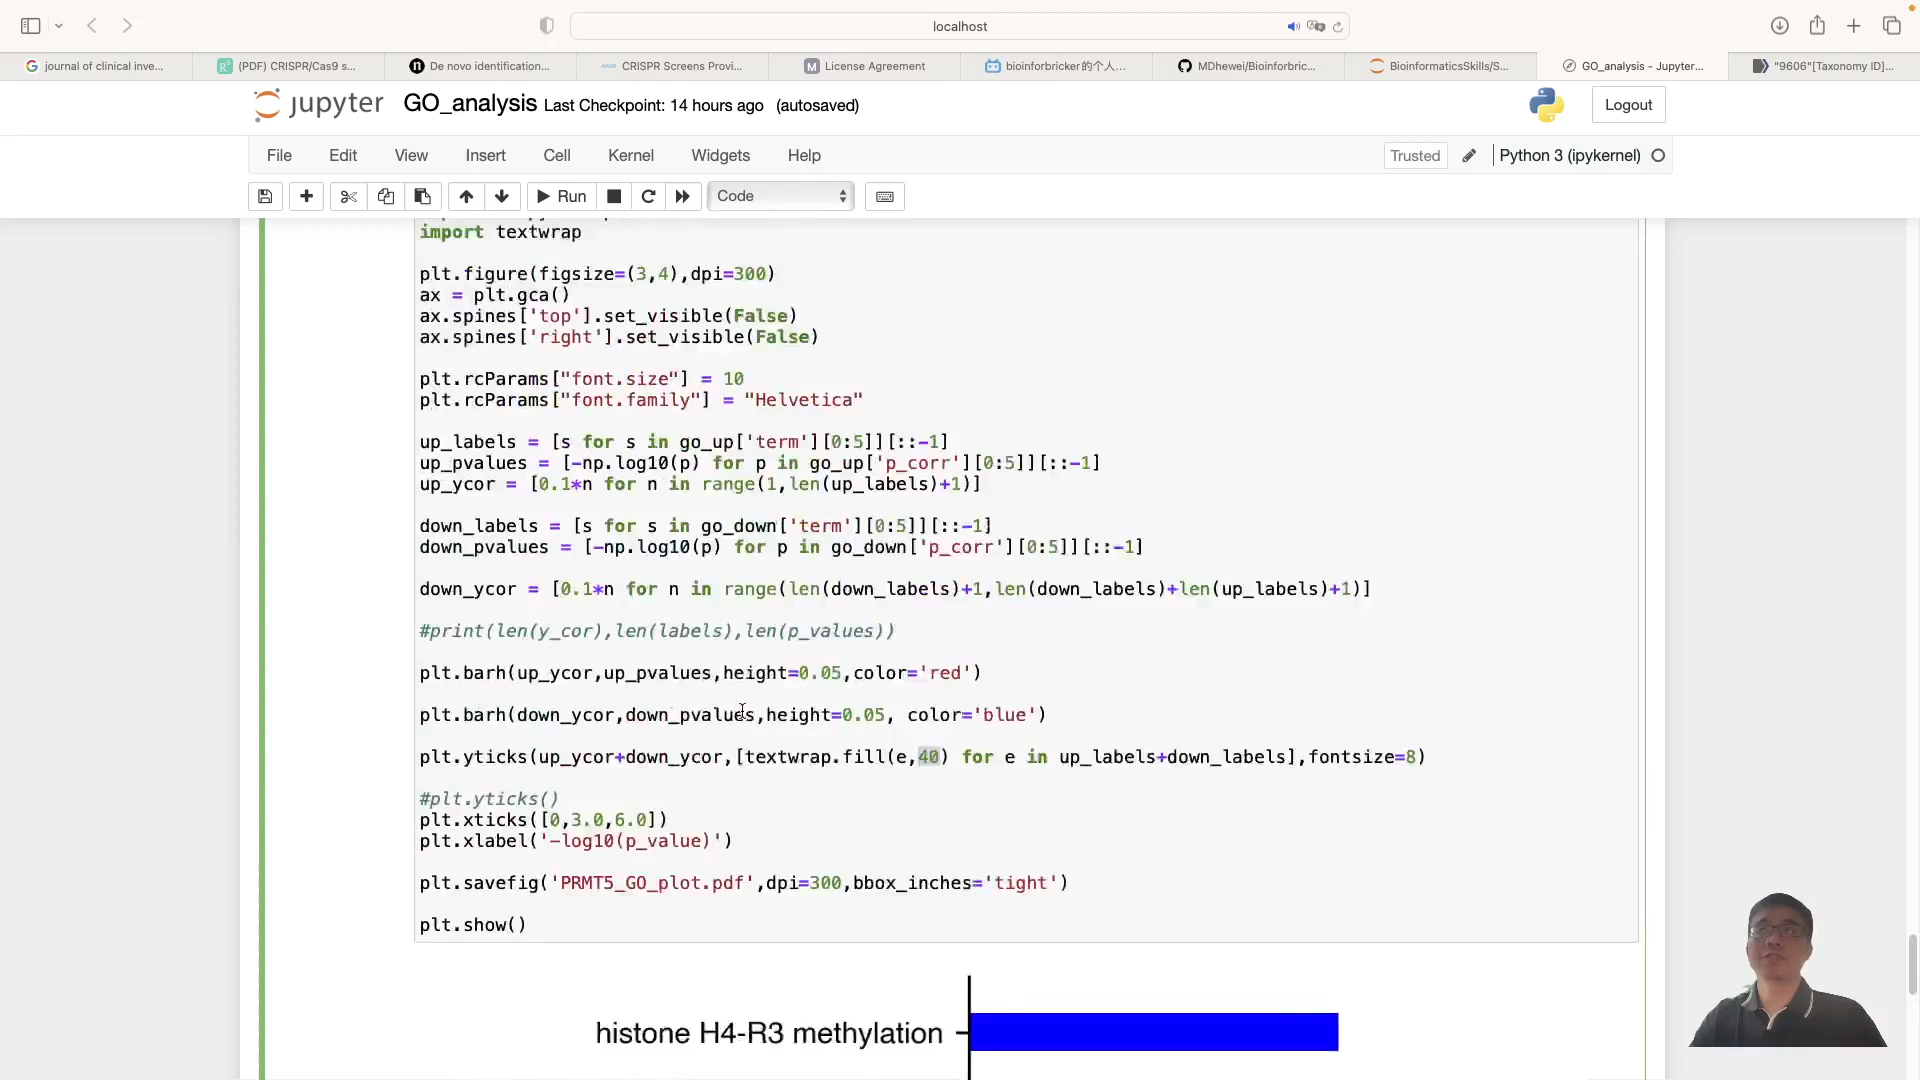 localhost
journal of clinical inve...
(PDF) CRISPR/Cas9 s...
De novo identification...
CRISPR Screens Provi...
License Agreement
bioinforbricker的个人...
MDhewei/Bioinforbric...
BioinformaticsSkills/S...
GO_analysis - Jupyter...
"9606"[Taxonomy ID]...
jupyter GO_analysis Last Checkpoint: 14 hours ago (autosaved)
Logout
File Edit View Insert Cell Kernel Widgets Help
Trusted Python 3 (ipykernel)
Run Code
import textwrap
plt.figure(figsize=(3,4),dpi=300)
ax = plt.gca()
ax.spines['top'].set_visible(False)
ax.spines['right'].set_visible(False)
plt.rcParams["font.size"] = 10
plt.rcParams["font.family"] = "Helvetica"
up_labels = [s for s in go_up['term'][0:5]][::-1]
up_pvalues = [-np.log10(p) for p in go_up['p_corr'][0:5]][::-1]
up_ycor = [0.1*n for n in range(1,len(up_labels)+1)]
down_labels = [s for s in go_down['term'][0:5]][::-1]
down_pvalues = [-np.log10(p) for p in go_down['p_corr'][0:5]][::-1]
down_ycor = [0.1*n for n in range(len(down_labels)+1,len(down_labels)+len(up_labels)+1)]
#print(len(y_cor),len(labels),len(p_values))
plt.barh(up_ycor,up_pvalues,height=0.05,color='red')
plt.barh(down_ycor,down_pvalues,height=0.05, color='blue')
plt.yticks(up_ycor+down_ycor,[textwrap.fill(e,40) for e in up_labels+down_labels],fontsize=8)
#plt.yticks()
plt.xticks([0,3.0,6.0])
plt.xlabel('-log10(p_value)')
plt.savefig('PRMT5_GO_plot.pdf',dpi=300,bbox_inches='tight')
plt.show()
histone H4-R3 methylation